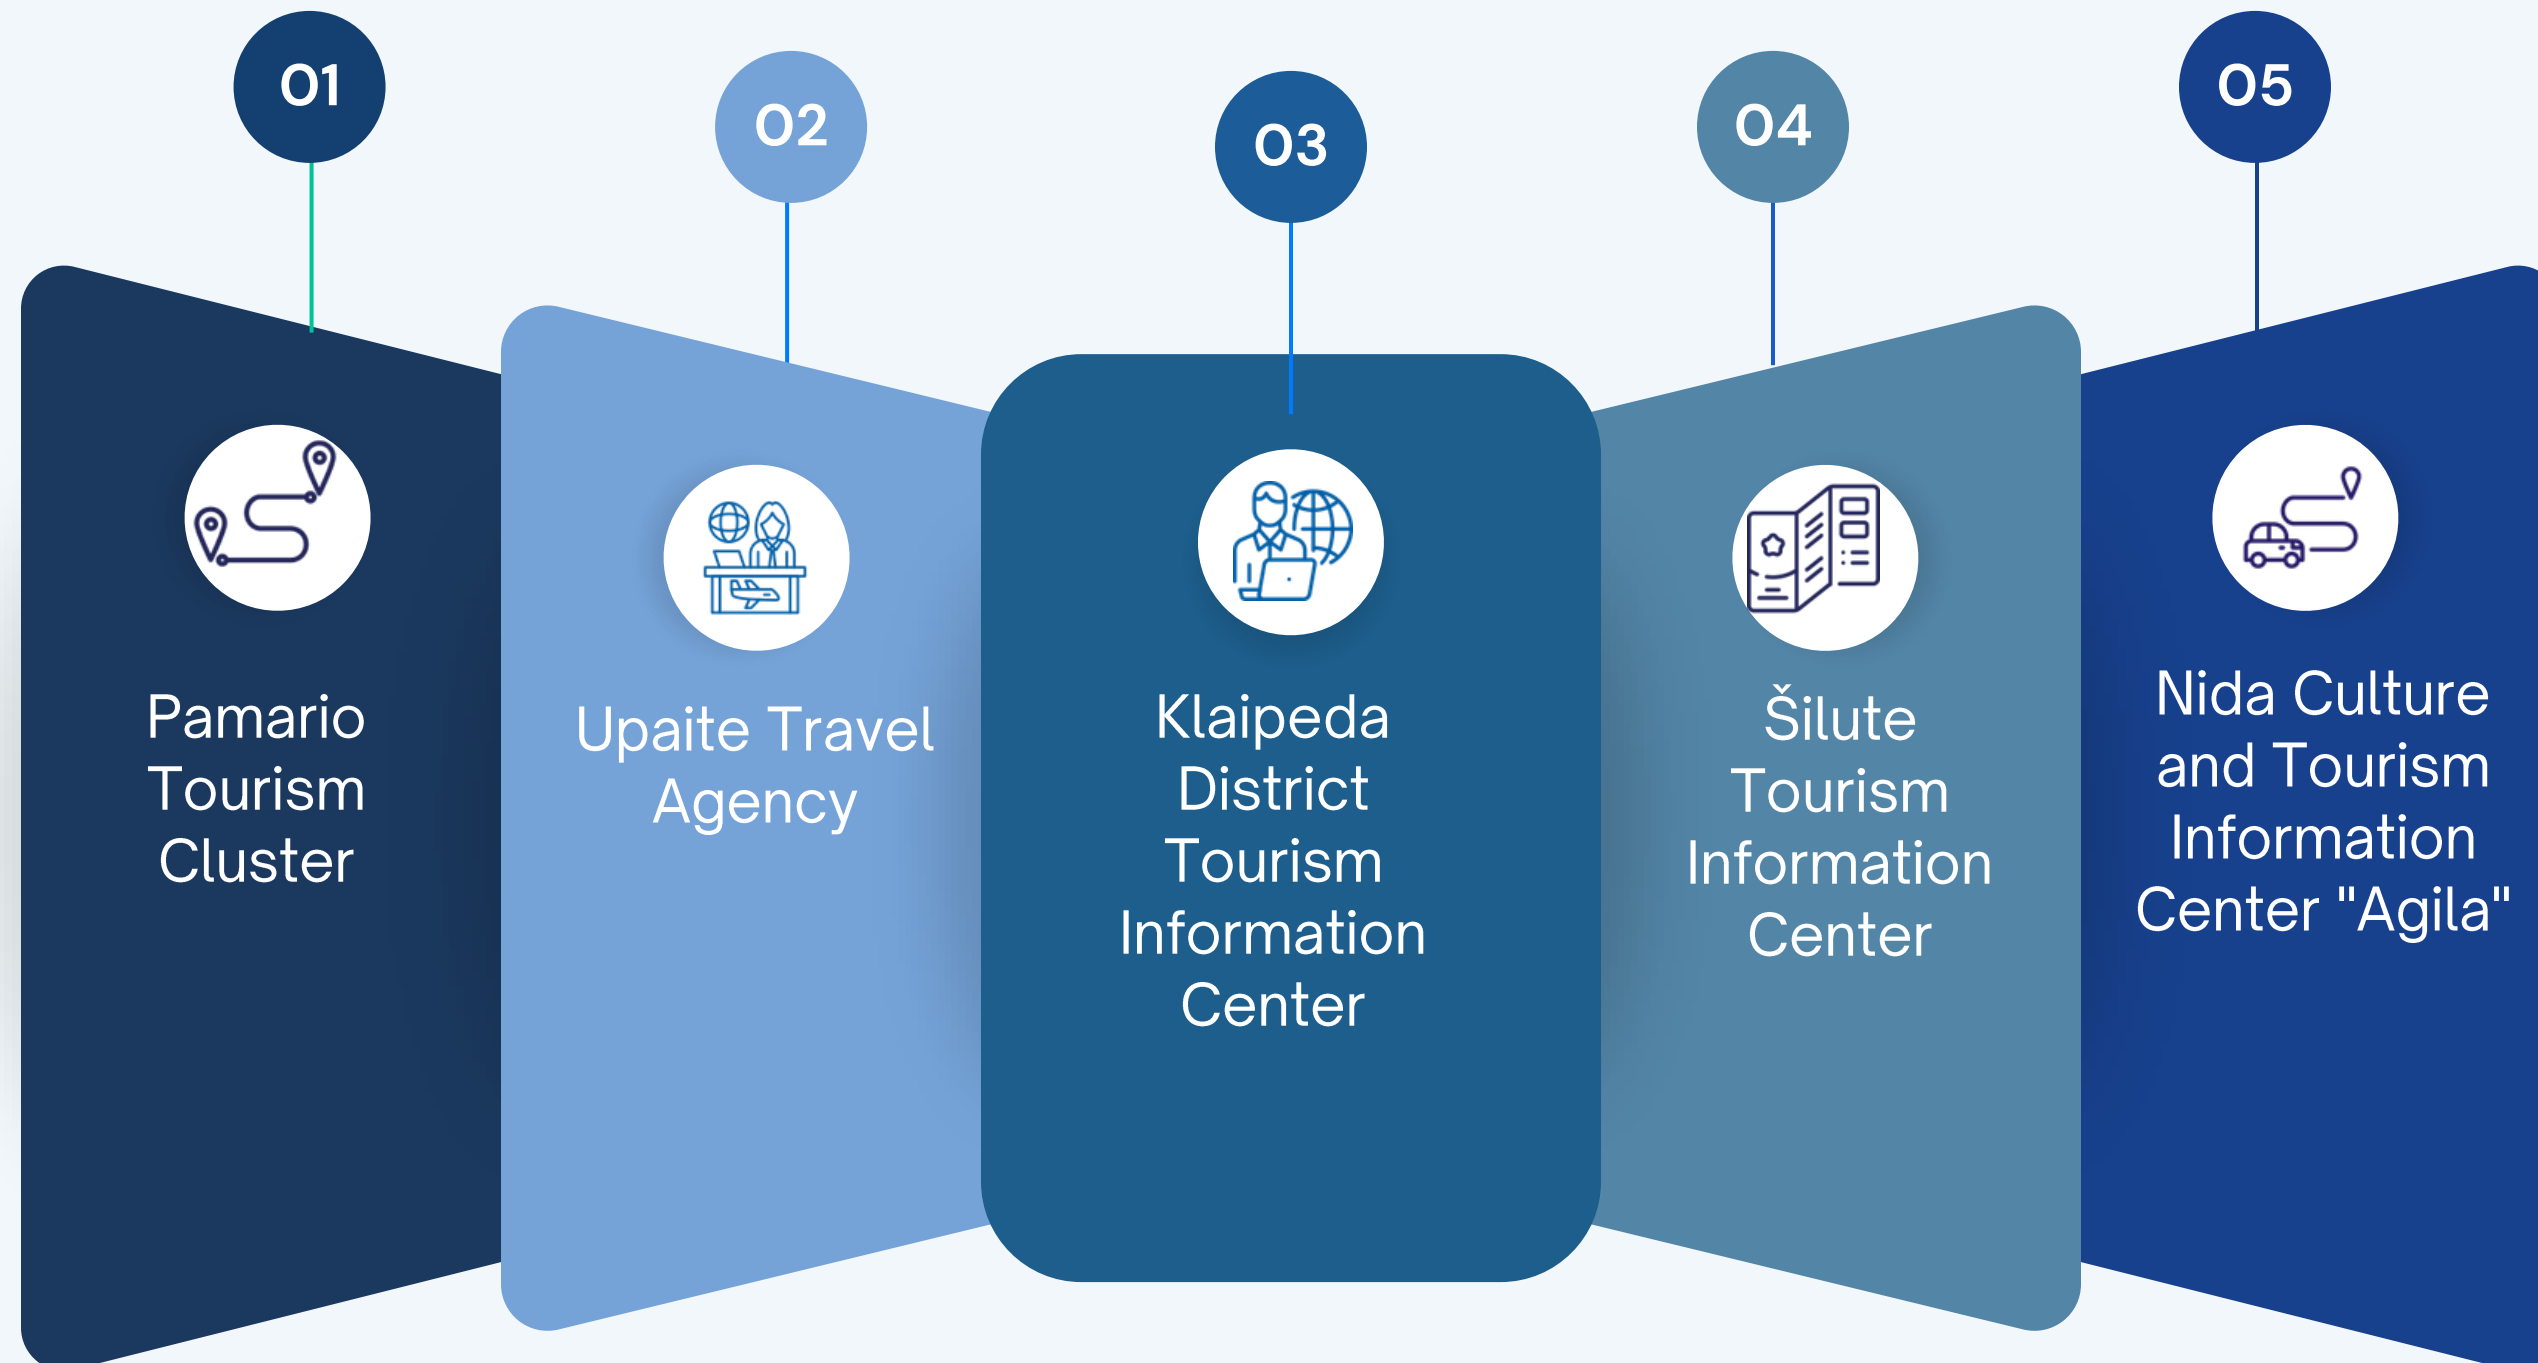 01
Pamario
Tourism
Cluster
02
Upaite Travel
Agency
03
Klaipeda
District
Tourism
Information
Center
04
Šilute
Tourism
Information
Center
05
Nida Culture
and Tourism
Information
Center "Agila"